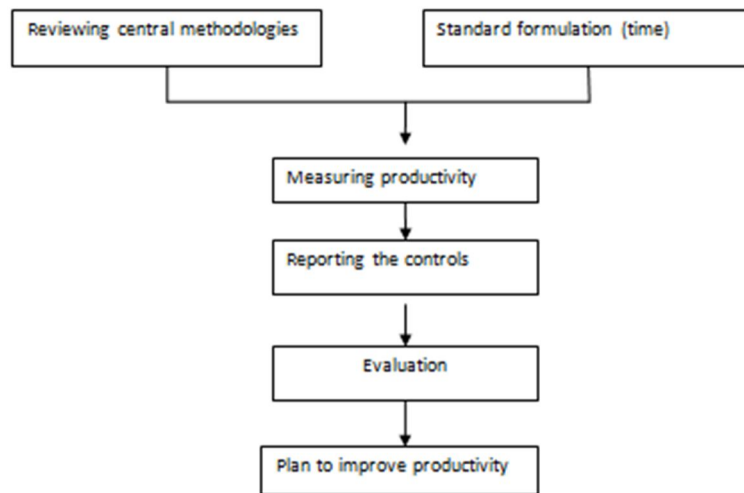 Reviewing central methodologies
Standard formulation (time)
Measuring productivity
Reporting the controls
Evaluation
Plan to improve productivity